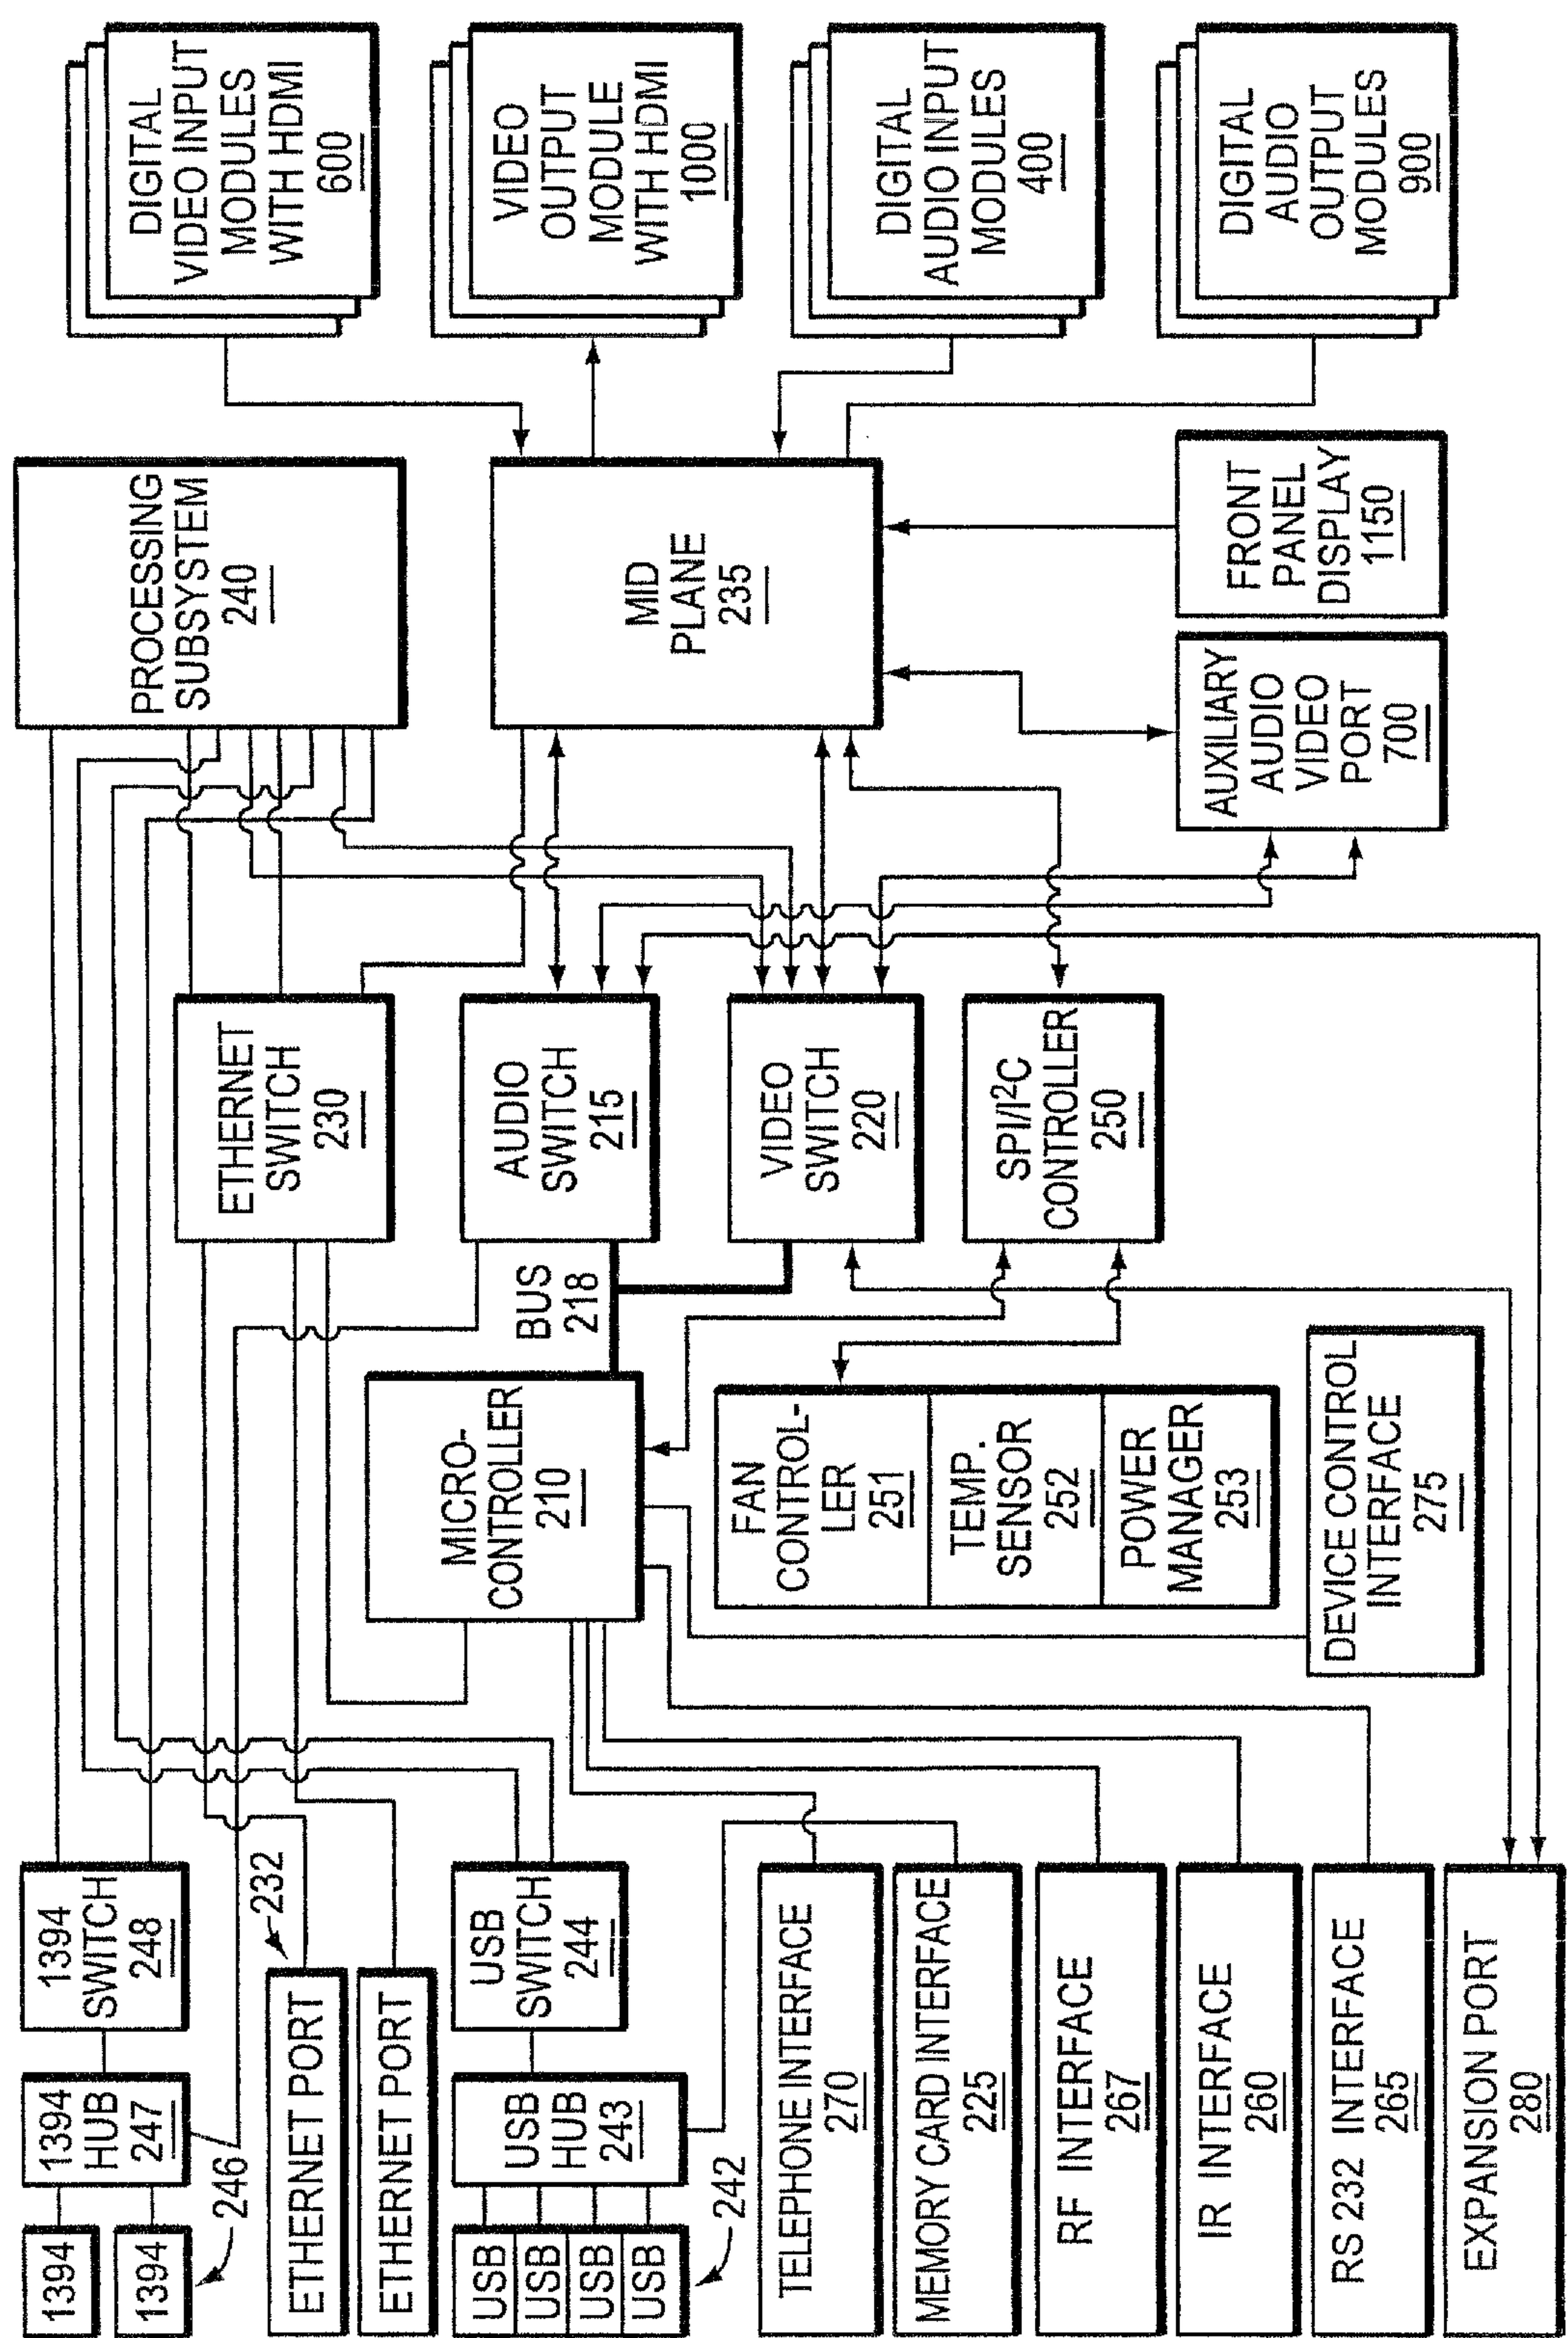 1394
1394
246
1394
HUB
247
1394
SWITCH
248
232
ETHERNET PORT
ETHERNET PORT
USB
USB
USB
USB
242
USB
HUB
243
USB
SWITCH
244
TELEPHONE INTERFACE
270
MEMORY CARD INTERFACE
225
RF INTERFACE
267
IR INTERFACE
260
RS 232 INTERFACE
265
EXPANSION PORT
280
MICRO-
CONTROLLER
210
BUS
218
FAN
CONTROL-
LER
251
TEMP.
SENSOR
252
POWER
MANAGER
253
DEVICE CONTROL
INTERFACE
275
ETHERNET
SWITCH
230
AUDIO
SWITCH
215
VIDEO
SWITCH
220
SPI/I²C
CONTROLLER
250
PROCESSING
SUBSYSTEM
240
MID
PLANE
235
AUXILIARY
AUDIO
VIDEO
PORT
700
FRONT
PANEL
DISPLAY
1150
DIGITAL
VIDEO INPUT
MODULES
WITH HDMI
600
VIDEO
OUTPUT
MODULE
WITH HDMI
1000
DIGITAL
AUDIO INPUT
MODULES
400
DIGITAL
AUDIO
OUTPUT
MODULES
900